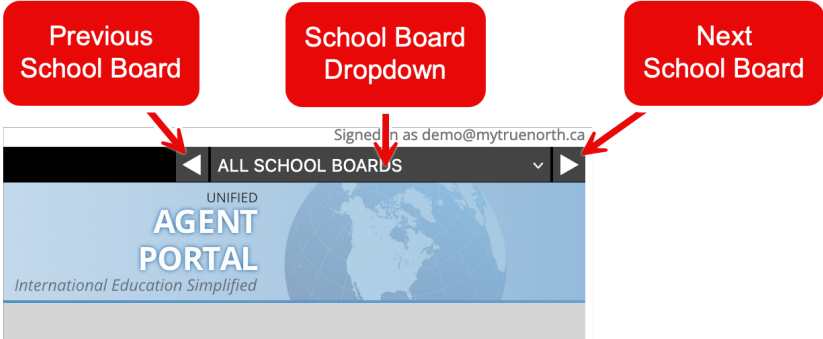 Previous
School Board
School Board
Dropdown
Next
School Board
Signed in as demo@mytruenorth.ca
ALL SCHOOL BOARDS
UNIFIED
AGENT
PORTAL
International Education Simplified